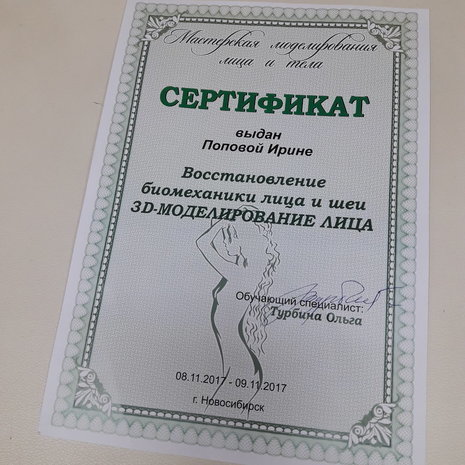 Мастерская моделирования
лица и тела
СЕРТИФИКАТ
выдан
Поповой Ирине
Восстановление
биомеханики лица и шеи
3D-МОДЕЛИРОВАНИЕ ЛИЦА
Обучающий специалист:
Турбина Ольга
08.11.2017 - 09.11.2017
г. Новосибирск